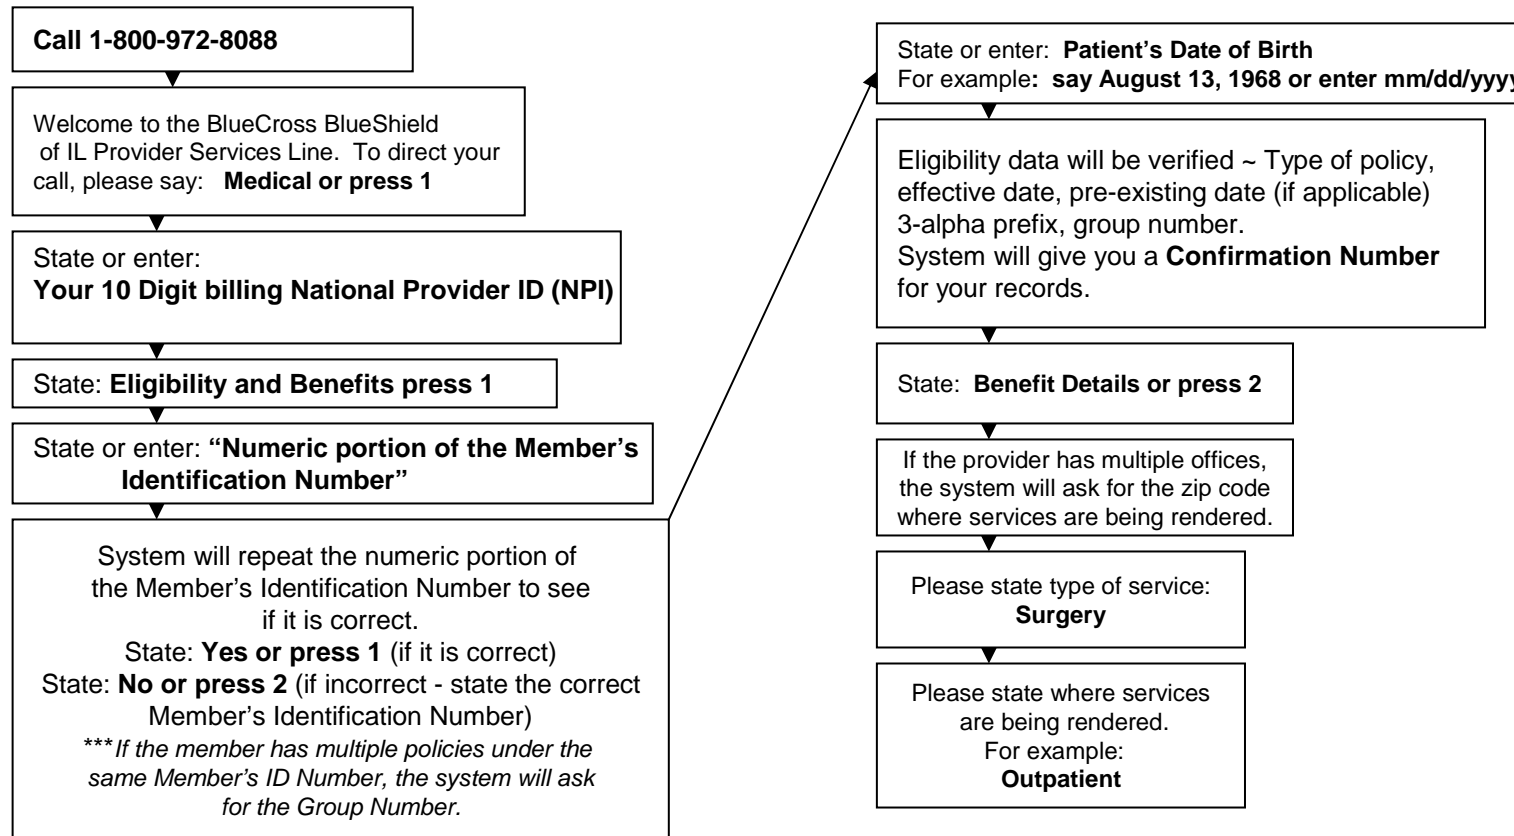 Call 1-800-972-8088
Welcome to the BlueCross BlueShield
of IL Provider Services Line. To direct your
call, please say: Medical or press 1
State or enter:
Your 10 Digit billing National Provider ID (NPI)
State: Eligibility and Benefits press 1
State or enter: “Numeric portion of the Member’s
Identification Number”
System will repeat the numeric portion of
the Member’s Identification Number to see
if it is correct.
State: Yes or press 1 (if it is correct)
State: No or press 2 (if incorrect - state the correct
Member’s Identification Number)
***If the member has multiple policies under the
same Member’s ID Number, the system will ask
for the Group Number.
State or enter: Patient’s Date of Birth
For example: say August 13, 1968 or enter mm/dd/yyyy
Eligibility data will be verified ~ Type of policy,
effective date, pre-existing date (if applicable)
3-alpha prefix, group number.
System will give you a Confirmation Number
for your records.
State: Benefit Details or press 2
If the provider has multiple offices,
the system will ask for the zip code
where services are being rendered.
Please state type of service:
Surgery
Please state where services
are being rendered.
For example:
Outpatient